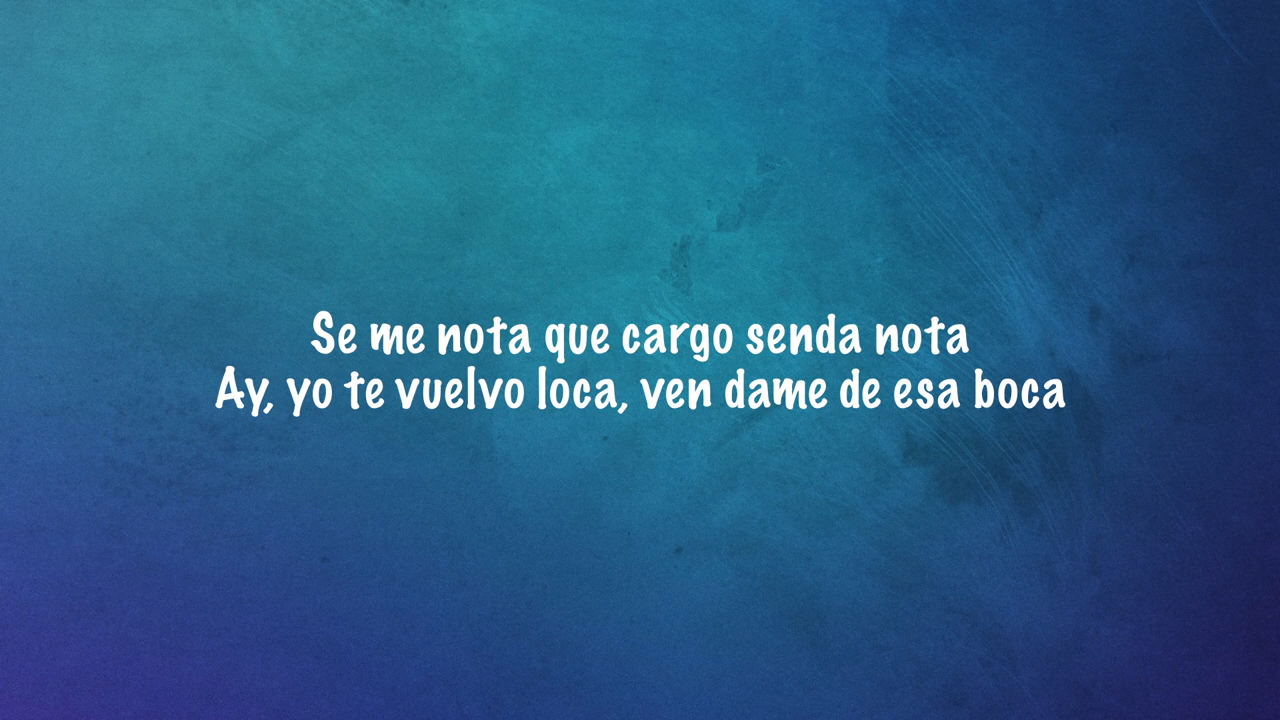 Se me nota que cargo senda nota
Ay, yo te vuelvo loca, ven dame de esa boca